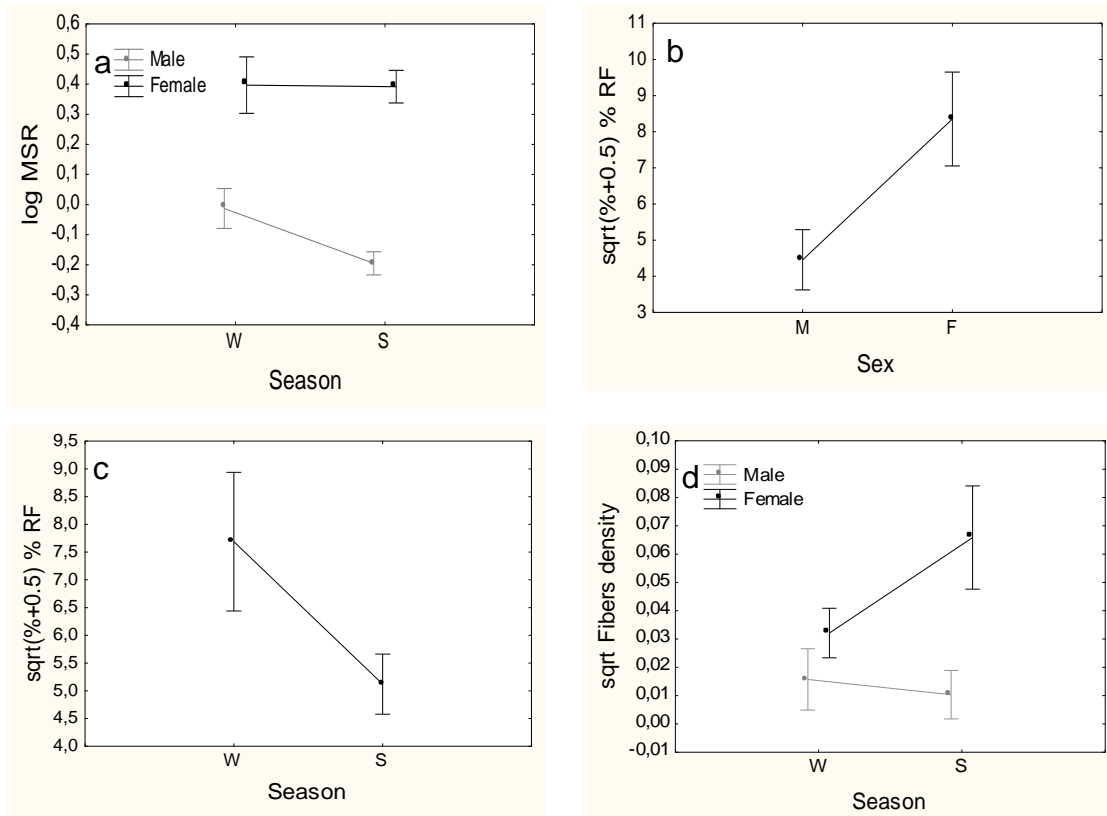 a
Male
Female
log MSR
0,6
0,5
0,4
0,3
0,2
0,1
0,0
-0,1
-0,2
-0,3
-0,4
W S
Season
b
sqrt(%+0.5) % RF
11
10
9
8
7
6
5
4
3
M F
Sex
c
sqrt(%+0.5) % RF
9,5
9,0
8,5
8,0
7,5
7,0
6,5
6,0
5,5
5,0
4,5
4,0
W S
Season
d
Male
Female
sqrt Fibers density
0,10
0,09
0,08
0,07
0,06
0,05
0,04
0,03
0,02
0,01
0,00
-0,01
W S
Season